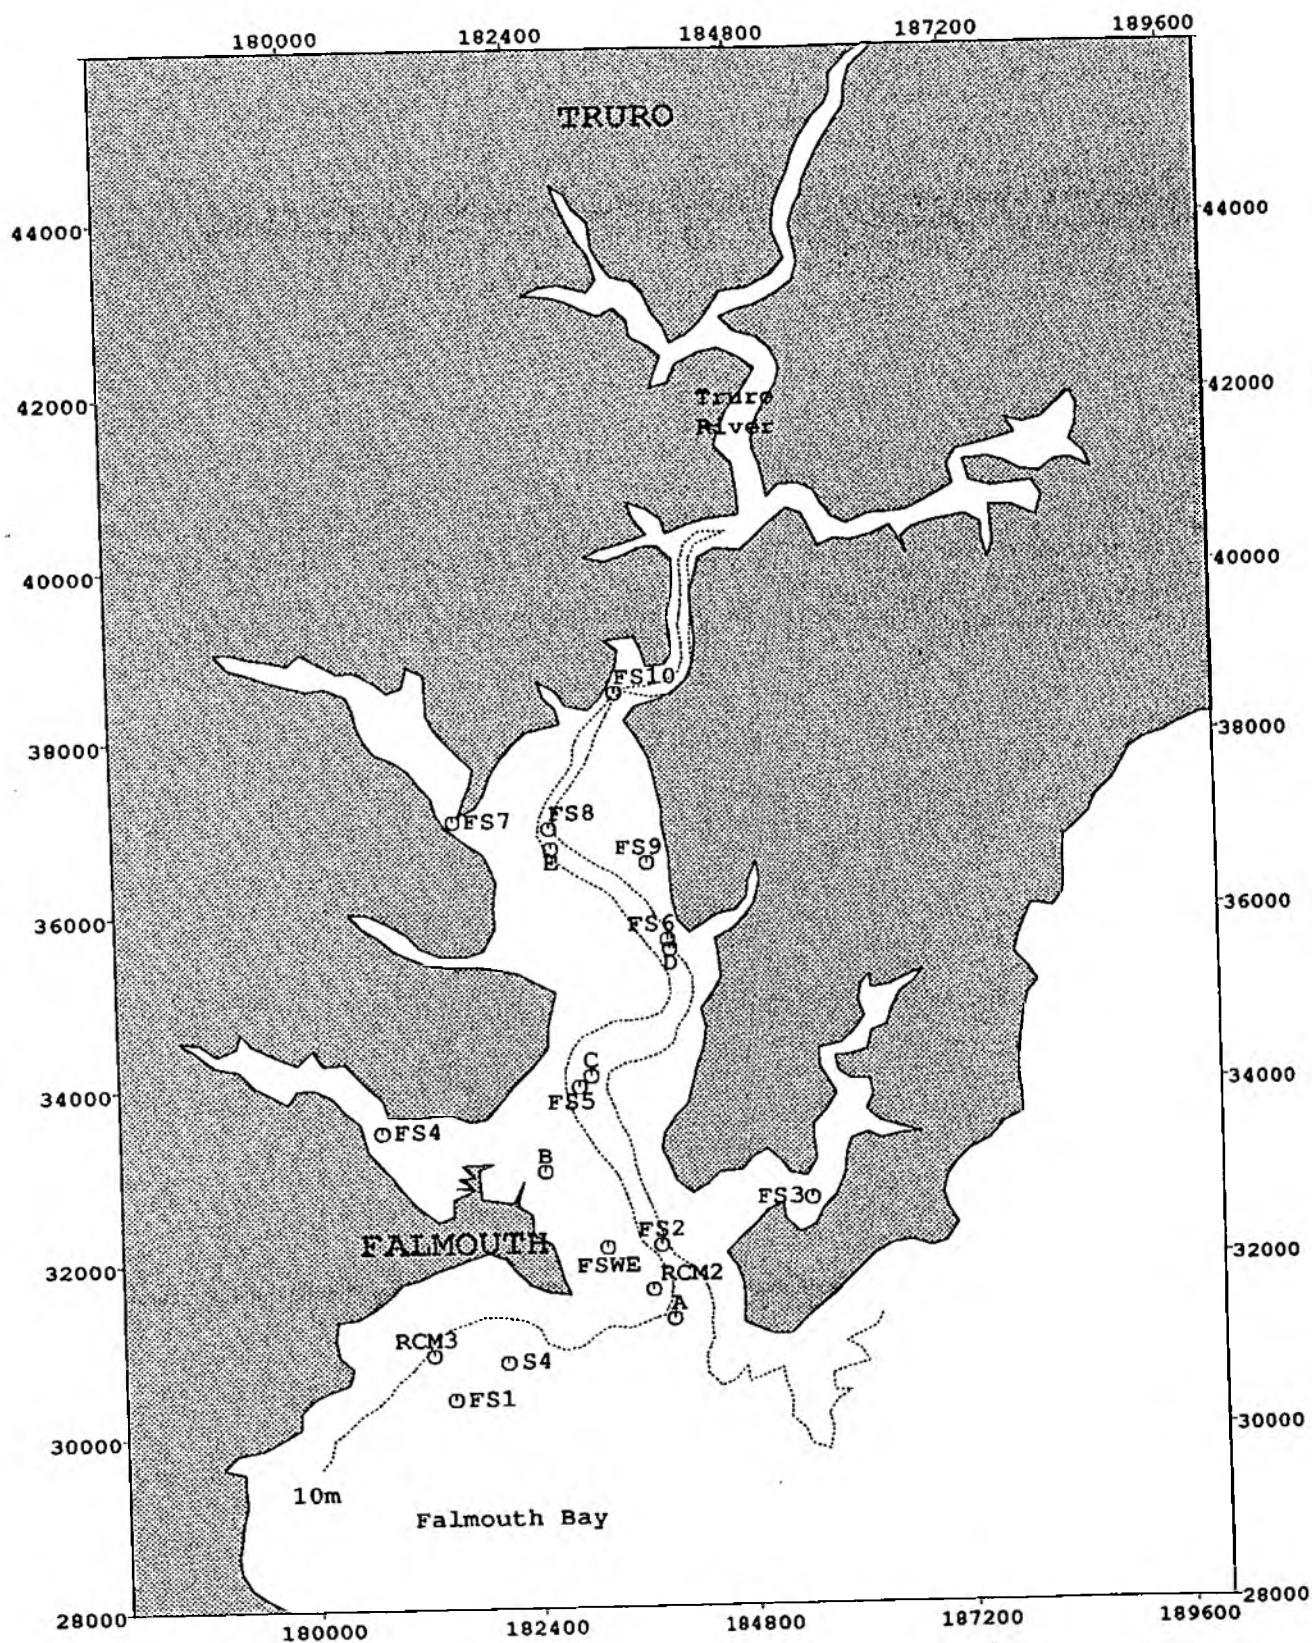 180000 182400 184800 187200 189600
TRURO
44000 44000
42000 42000
Truro
River
40000 40000
FS10
38000 38000
FS8
FS7
FS9
E
36000 36000
FS6
D
C
34000 34000
FS5
FS4
B
FS3
FS2
FALMOUTH
32000 32000
FSWE
RCM2
A
RCM3
S4
FS1
30000 30000
10m
Falmouth Bay
28000 28000
180000 182400 184800 187200 189600